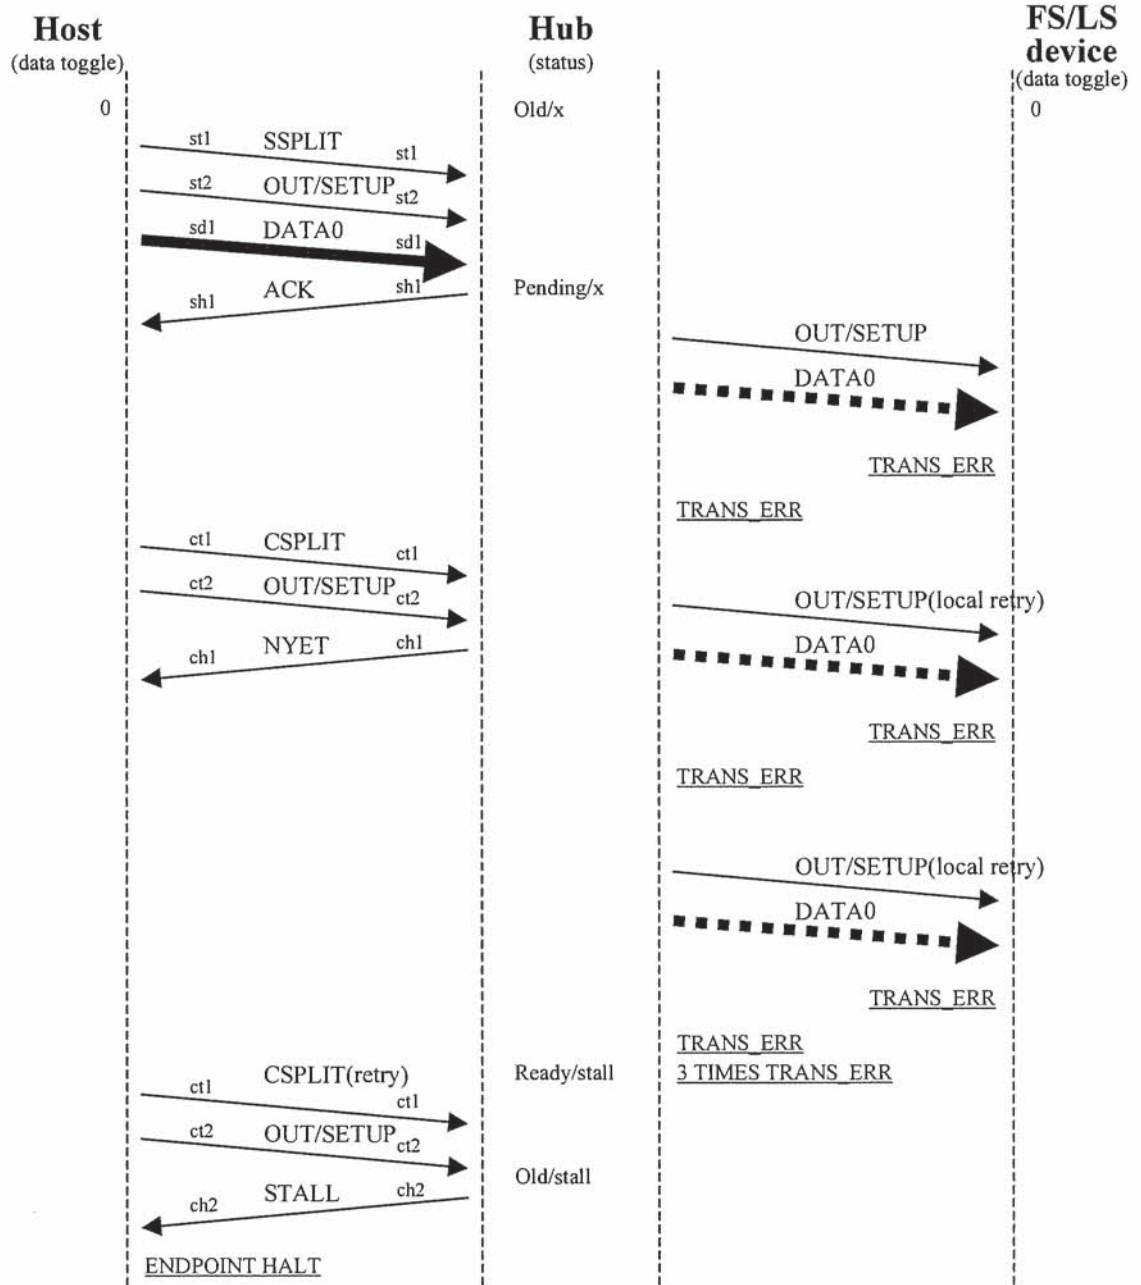 Host
(data toggle)
Hub
(status)
FS/LS
device
(data toggle)
0
Old/x
0
st1 SSPLIT st1
st2 OUT/SETUP st2
sd1 DATA0 sd1
sh1 ACK sh1
Pending/x
OUT/SETUP
DATA0
TRANS_ERR
TRANS_ERR
ct1 CSPLIT ct1
ct2 OUT/SETUP ct2
ch1 NYET ch1
OUT/SETUP(local retry)
DATA0
TRANS_ERR
TRANS_ERR
OUT/SETUP(local retry)
DATA0
TRANS_ERR
TRANS_ERR
3 TIMES TRANS_ERR
Ready/stall
ct1 CSPLIT(retry) ct1
ct2 OUT/SETUP ct2
Old/stall
ch2 STALL ch2
ENDPOINT HALT